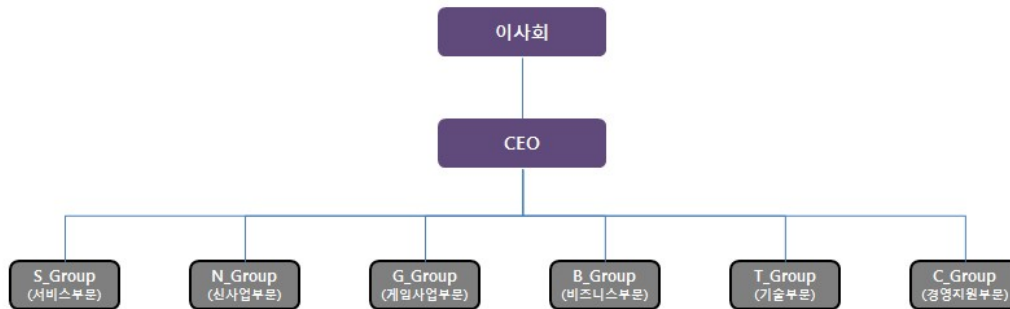 이사회
CEO
S_Group
(서비스부문)
N_Group
(신사업부문)
G_Group
(게임사업부문)
B_Group
(비즈니스부문)
T_Group
(기술부문)
C_Group
(경영지원부문)